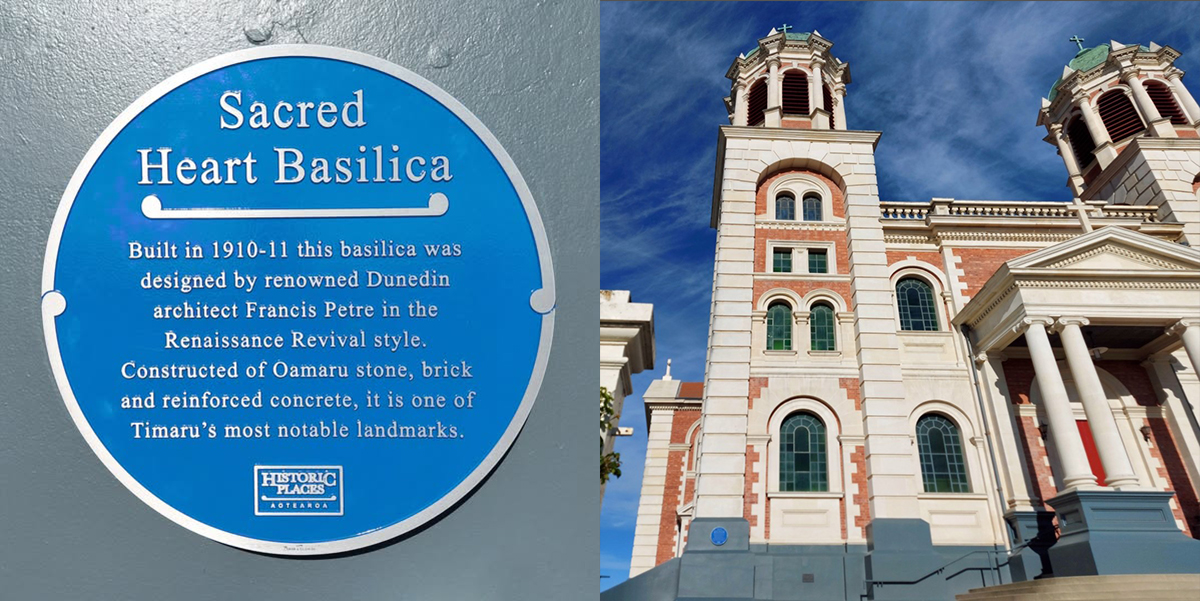 Sacred
Heart Basilica
Built in 1910-11 this basilica was
designed by renowned Dunedin
architect Francis Petre in the
Renaissance Revival style.
Constructed of Oamaru stone, brick
and reinforced concrete, it is one of
Timaru's most notable landmarks.
HISTORIC
PLACES
AOTEAROA